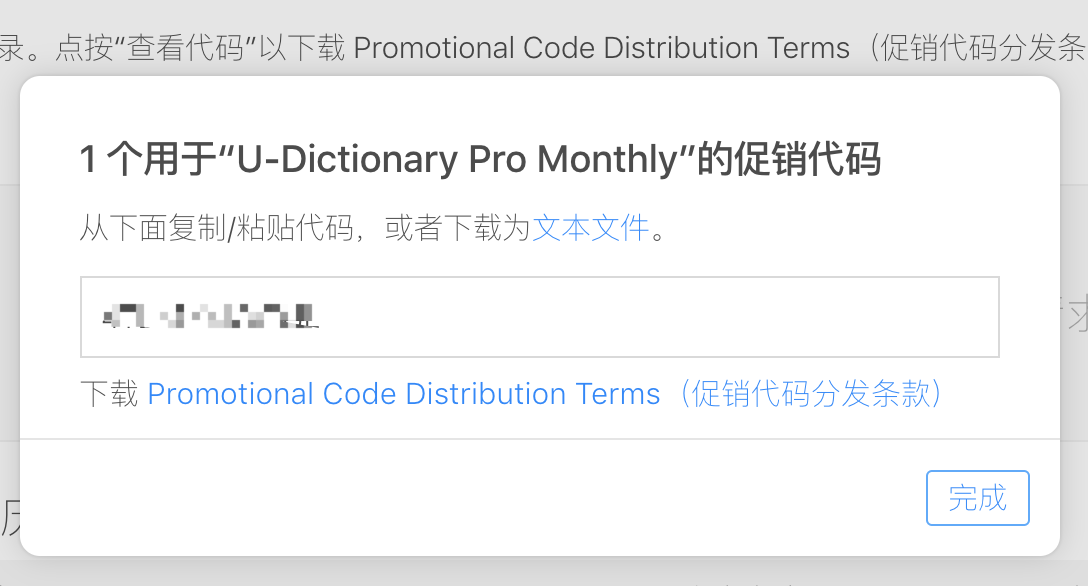 录。点按“查看代码”以下载 Promotional Code Distribution Terms（促销代码分发条
1 个用于“U-Dictionary Pro Monthly”的促销代码
从下面复制/粘贴代码，或者下载为文本文件。
下载 Promotional Code Distribution Terms（促销代码分发条款）
完成